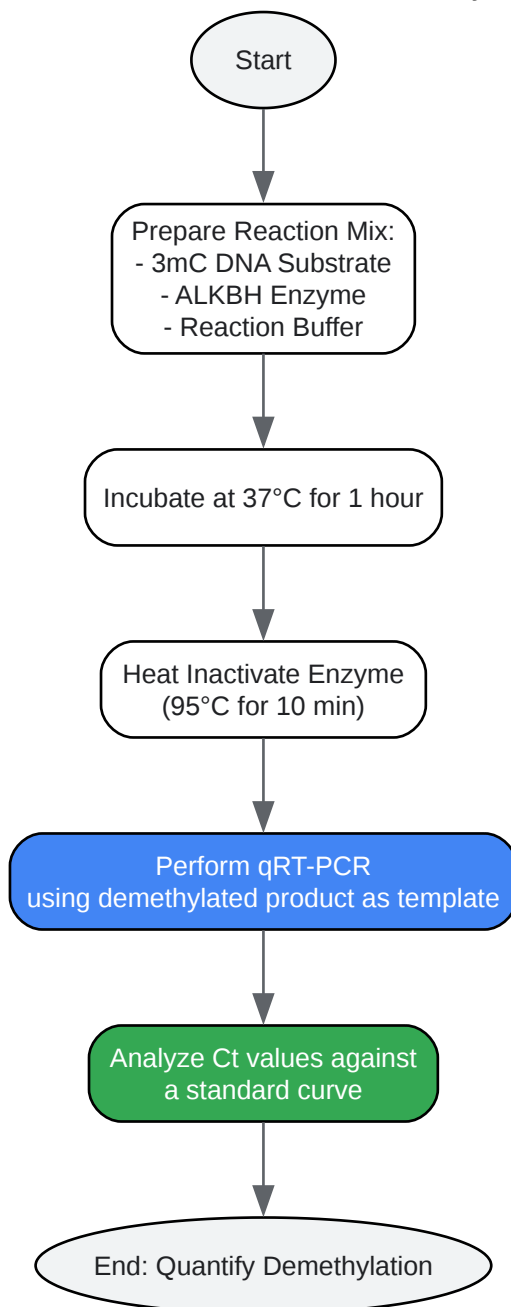 Start
Prepare Reaction Mix:
- 3mC DNA Substrate
- ALKBH Enzyme
- Reaction Buffer
Incubate at 37°C for 1 hour
Heat Inactivate Enzyme
(95°C for 10 min)
Perform qRT-PCR
using demethylated product as template
Analyze Ct values against
a standard curve
End: Quantify Demethylation